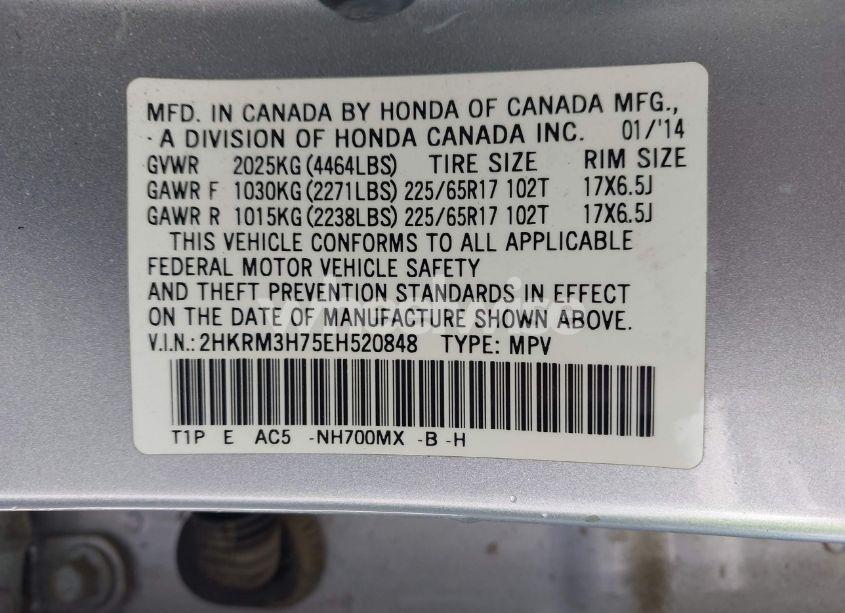 MFD. IN CANADA BY HONDA OF CANADA MFG.,
A DIVISION OF HONDA CANADA INC. 01/'14
GVWR 2025KG (4464LBS) TIRE SIZE RIM SIZE
GAWR F 1030KG (2271LBS) 225/65R17 102T 17X6.5J
GAWR R 1015KG (2238LBS) 225/65R17 102T 17X6.5J
THIS VEHICLE CONFORMS TO ALL APPLICABLE
FEDERAL MOTOR VEHICLE SAFETY
AND THEFT PREVENTION STANDARDS IN EFFECT
ON THE DATE OF MANUFACTURE SHOWN ABOVE.
V.I.N.: 2HKRM3H75EH520848 TYPE: MPV
T1P E AC5 -NH700MX -B -H